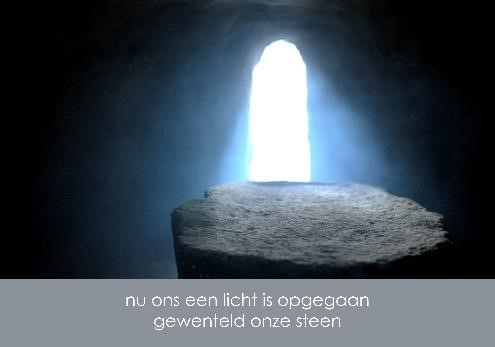 nu ons een licht is opgegaan
gewenteld onze steen